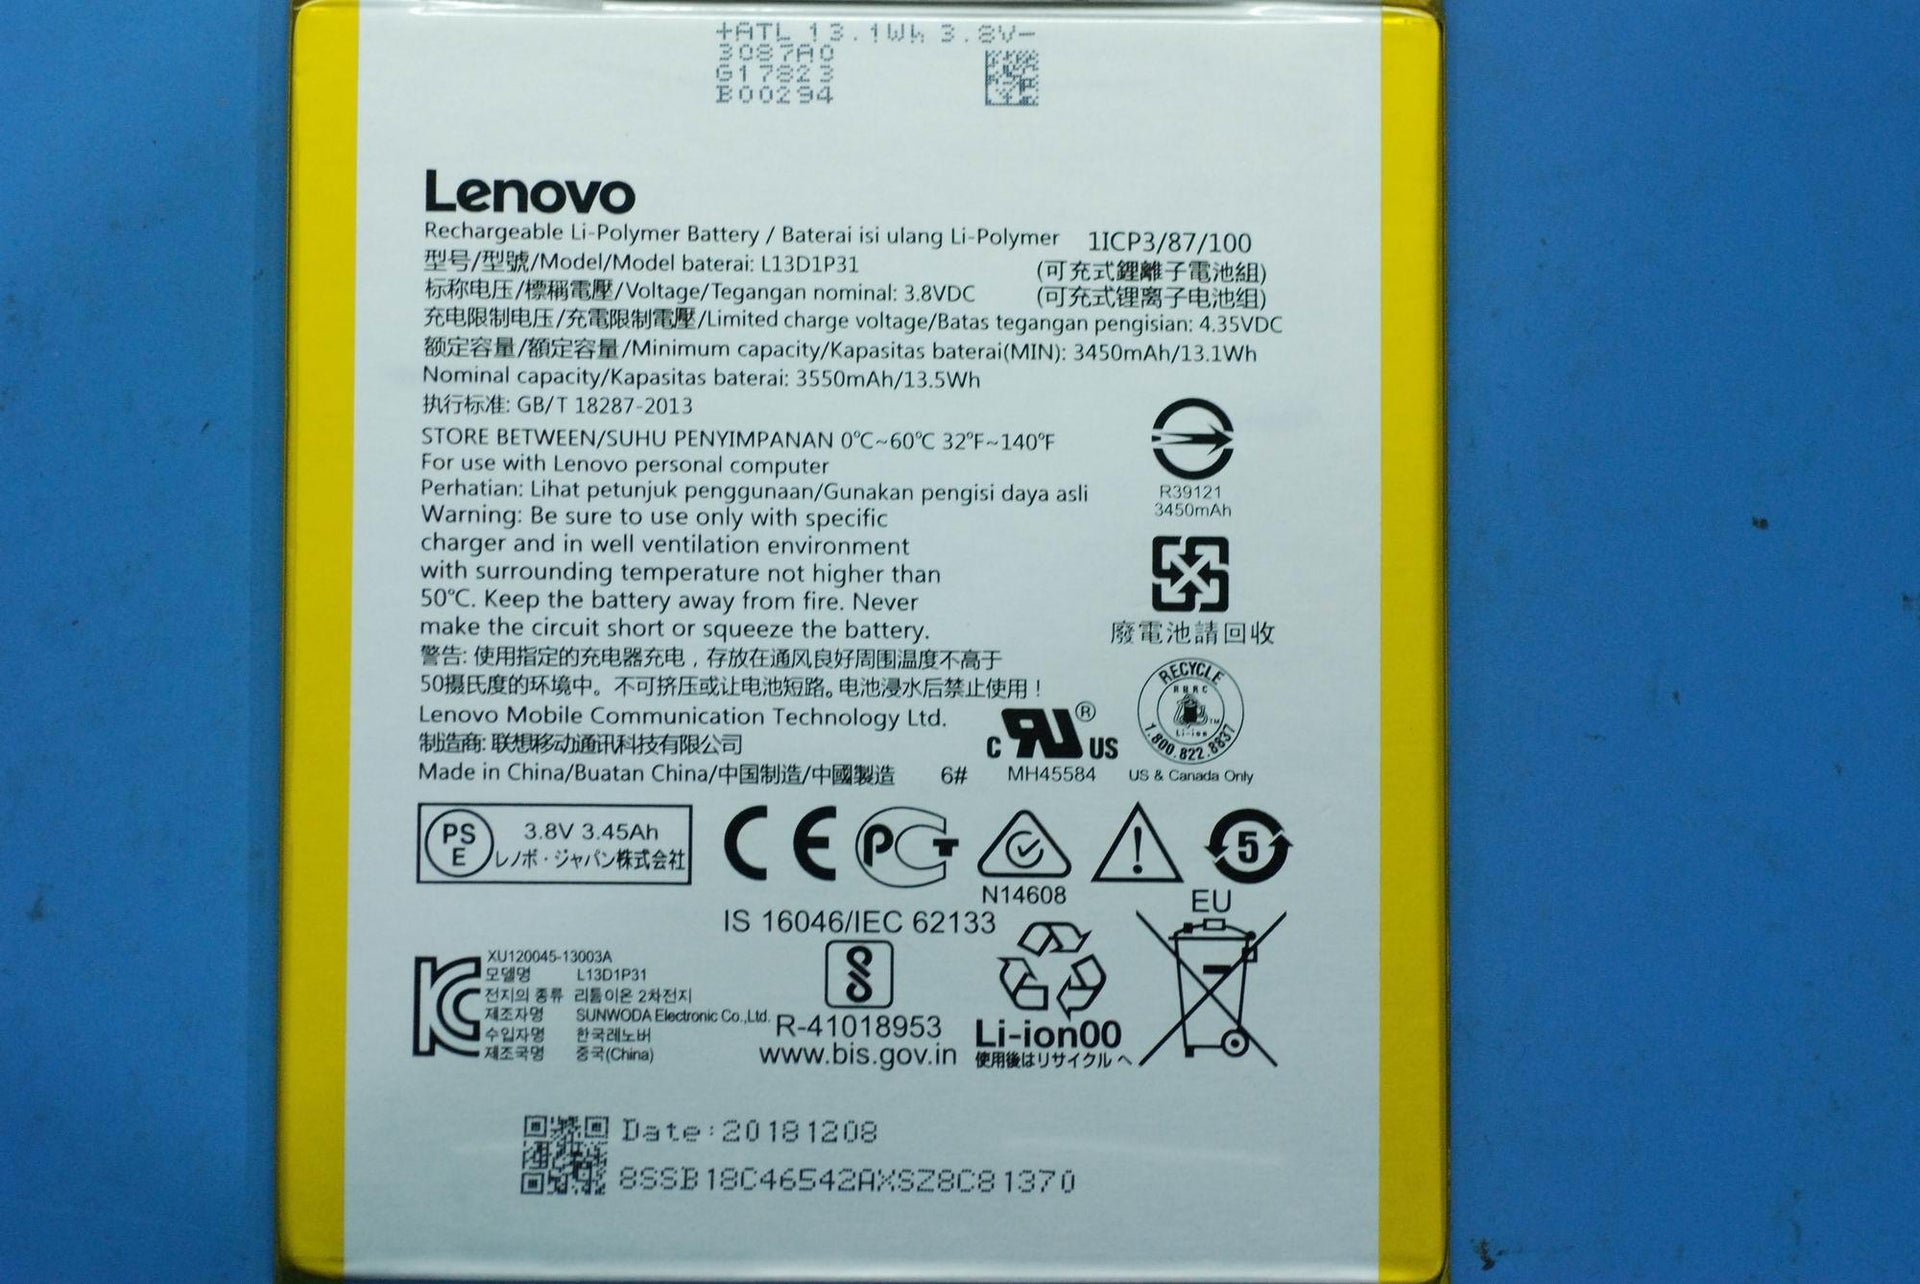 +ATL 13.1Wh 3.8V-
3087A0
G17823
B00294
Lenovo
Rechargeable Li-Polymer Battery / Baterai isi ulang Li-Polymer 1ICP3/87/100
型号/型號/Model/Model baterai: L13D1P31 (可充式鋰離子電池組)
标称电压/標稱電壓/Voltage/Tegangan nominal: 3.8VDC (可充式锂离子电池组)
充电限制电压/充電限制電壓/Limited charge voltage/Batas tegangan pengisian: 4.35VDC
额定容量/額定容量/Minimum capacity/Kapasitas baterai(MIN): 3450mAh/13.1Wh
Nominal capacity/Kapasitas baterai: 3550mAh/13.5Wh
执行标准: GB/T 18287-2013
STORE BETWEEN/SUHU PENYIMPANAN 0°C~60°C 32°F~140°F
For use with Lenovo personal computer
Perhatian: Lihat petunjuk penggunaan/Gunakan pengisi daya asli
Warning: Be sure to use only with specific
charger and in well ventilation environment
with surrounding temperature not higher than
50°C. Keep the battery away from fire. Never
make the circuit short or squeeze the battery.
警告: 使用指定的充电器充电，存放在通风良好周围温度不高于
50摄氏度的环境中。不可挤压或让电池短路。电池浸水后禁止使用！
Lenovo Mobile Communication Technology Ltd.
制造商: 联想移动通讯科技有限公司
Made in China/Buatan China/中国制造/中國製造 6#
R39121
3450mAh
廢電池請回收
RECYCLE
RBRC
Li-ion
TM
1.800.822.8837
US & Canada Only
c RU ® US
MH45584
PS
E
3.8V 3.45Ah
レノボ・ジャパン株式会社
CE
PCT
N14608
5
EU
IS 16046/IEC 62133
R-41018953
www.bis.gov.in
Li-ion00
使用後はリサイクルへ
KC
XU120045-13003A
모델명 L13D1P31
전지의 종류 리튬이온 2차전지
제조자명 SUNWODA Electronic Co.,Ltd.
수입자명 한국레노버
제조국명 중국(China)
Date:20181208
8SSB18C46542AXSZ8C81370